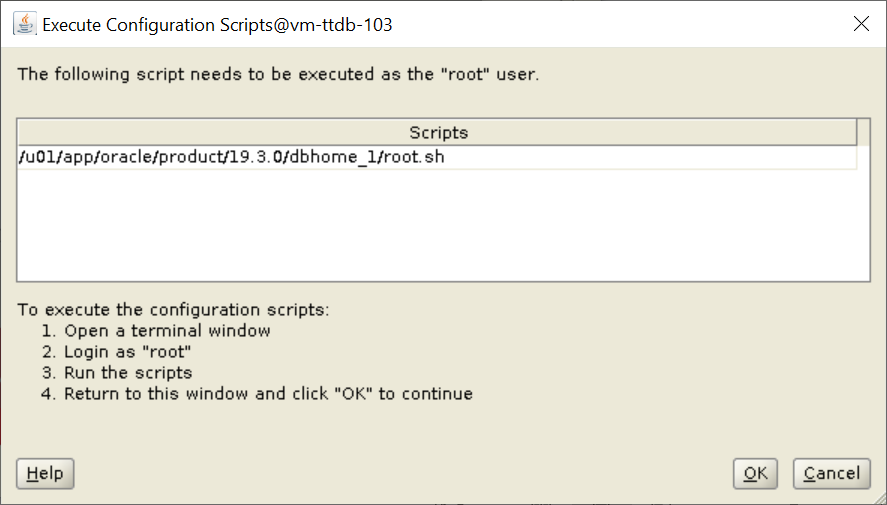 Execute Configuration Scripts@vm-ttdb-103
The following script needs to be executed as the "root" user.
Scripts
/u01/app/oracle/product/19.3.0/dbhome_1/root.sh
To execute the configuration scripts:
1. Open a terminal window
2. Login as "root"
3. Run the scripts
4. Return to this window and click "OK" to continue
Help
OK
Cancel